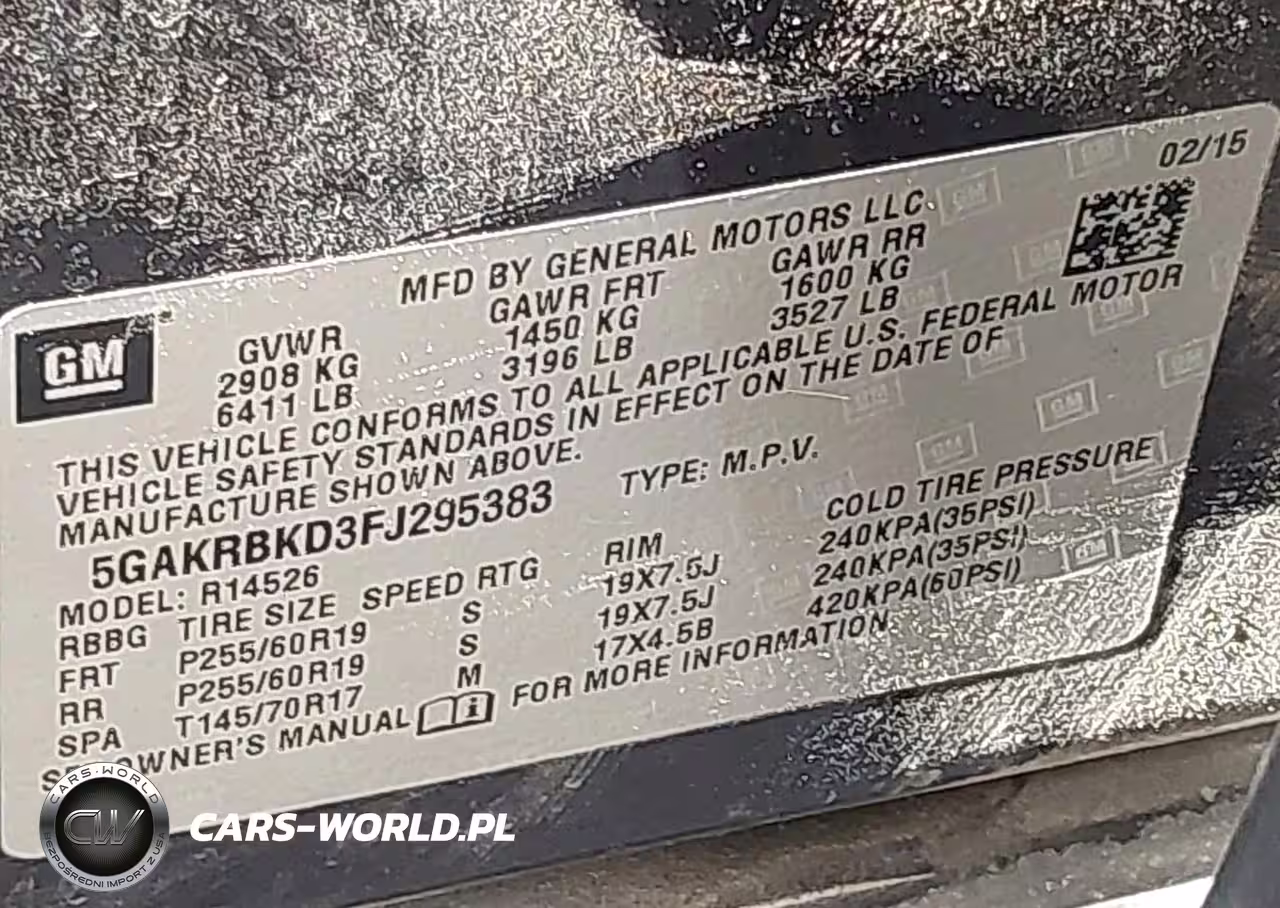 02/15
MFD BY GENERAL MOTORS LLC.
GM
GVWR GAWR FRT GAWR RR
2908 KG 1450 KG 1600 KG
6411 LB 3196 LB 3527 LB
THIS VEHICLE CONFORMS TO ALL APPLICABLE U.S. FEDERAL MOTOR
VEHICLE SAFETY STANDARDS IN EFFECT ON THE DATE OF
MANUFACTURE SHOWN ABOVE.
5GAKRBKD3FJ295383 TYPE: M.P.V.
MODEL: R14526
RBBG TIRE SIZE SPEED RTG RIM COLD TIRE PRESSURE
FRT P255/60R19 S 19X7.5J 240KPA(35PSI)
RR P255/60R19 S 19X7.5J 240KPA(35PSI)
SPA T145/70R17 M 17X4.5B 420KPA(60PSI)
OWNER'S MANUAL FOR MORE INFORMATION
CARS-WORLD
CW
BEZPOŚREDNI IMPORT Z USA
CARS-WORLD.PL